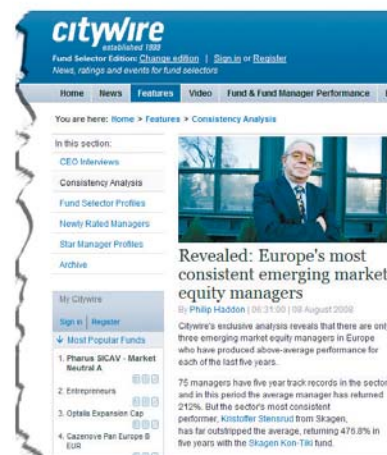 citywire
established 1999
Fund Selector Edition: Change edition | Sign in or Register
News, ratings and events for fund selectors
Home News Features Video Fund & Fund Manager Performance
You are here: Home > Features > Consistency Analysis
In this section:
CEO Interviews
Consistency Analysis
Fund Selector Profiles
Newly Rated Managers
Star Manager Profiles
Archive
My Citywire
Sign in | Register
Most Popular Funds
1. Pharus SICAV - Market
Neutral A
2. Entrepreneurs
3. Optalis Expansion Cap
4. Cazenove Pan Europe B
EUR
Revealed: Europe's most
consistent emerging market
equity managers
By Philip Haddon | 06:31:00 | 08 August 2008
Citywire's exclusive analysis reveals that there are only
three emerging market equity managers in Europe
who have produced above-average performance for
each of the last five years.
75 managers have five year track records in the sector
and in this period the average manager has returned
212%. But the sector's most consistent
performer, Kristoffer Stensrud from Skagen,
has far outstripped the average, returning 476.8% in
five years with the Skagen Kon-Tiki fund.